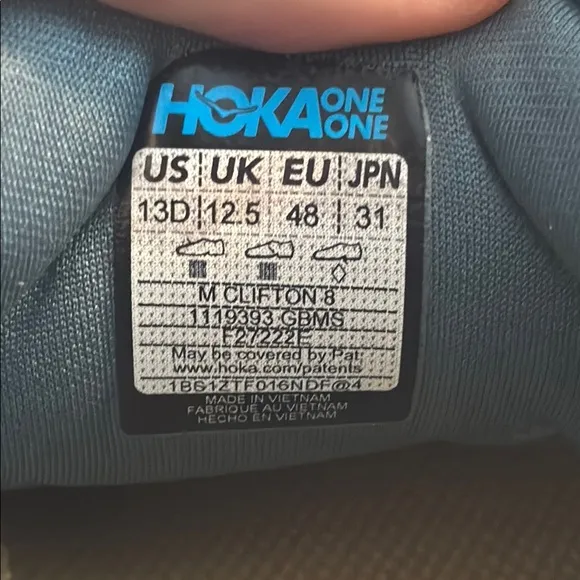 HOKA ONE ONE
US UK EU JPN
13D 12.5 48 31
M CLIFTON 8
1119393 GBMS
F27222E
May be covered by Pat:
www.hoka.com/patents
1BS1ZTF016NDF@4
MADE IN VIETNAM
FABRIQUE AU VIETNAM
HECHO EN VIETNAM